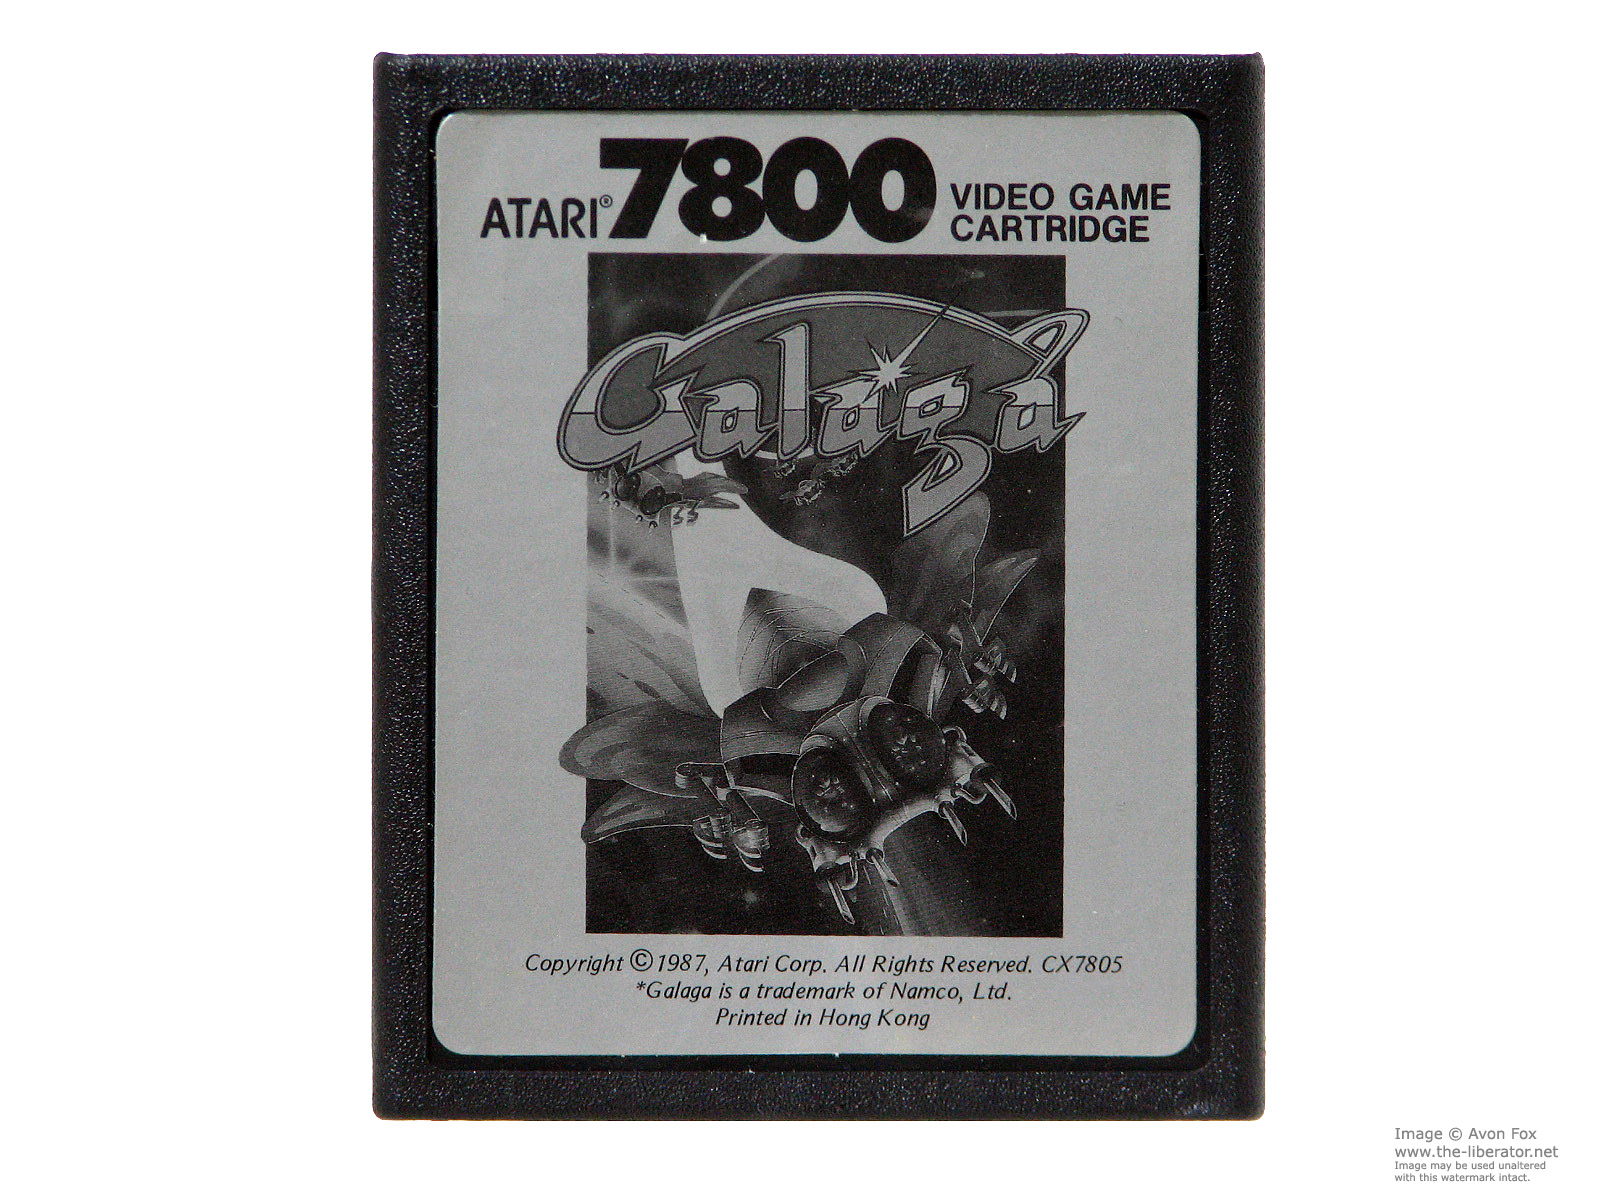 ATARI® 7800 VIDEO GAME
CARTRIDGE
Galaga
Copyright ©1987, Atari Corp. All Rights Reserved. CX7805
*Galaga is a trademark of Namco, Ltd.
Printed in Hong Kong
Image © Avon Fox
www.the-liberator.net
Image may be used unaltered
with this watermark intact.